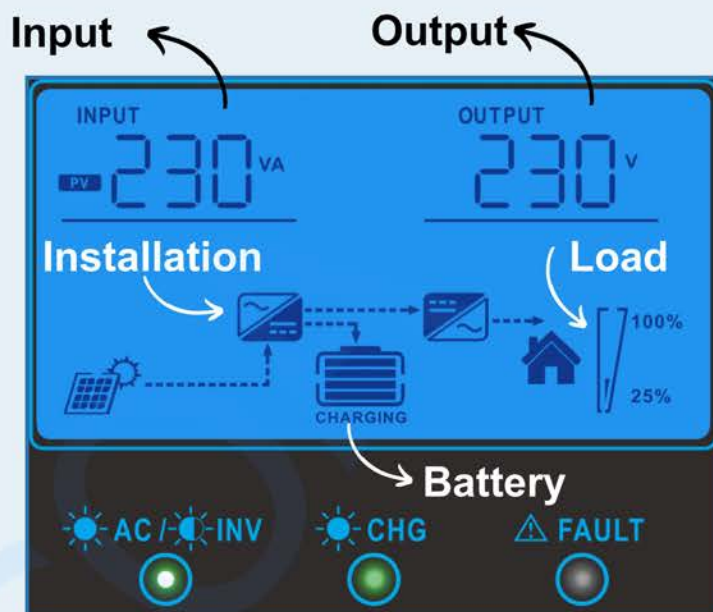 Input
Output
INPUT
OUTPUT
PV
230 VA
230 V
Installation
Load
100%
25%
CHARGING
Battery
AC / INV
CHG
FAULT